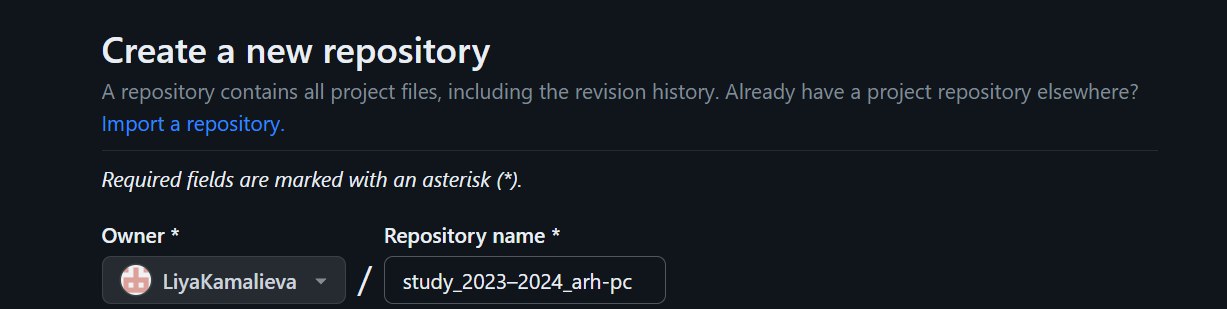 Create a new repository
A repository contains all project files, including the revision history. Already have a project repository elsewhere?
Import a repository.
Required fields are marked with an asterisk (*).
Owner *
Repository name *
LiyaKamalieva / study_2023–2024_arh-pc